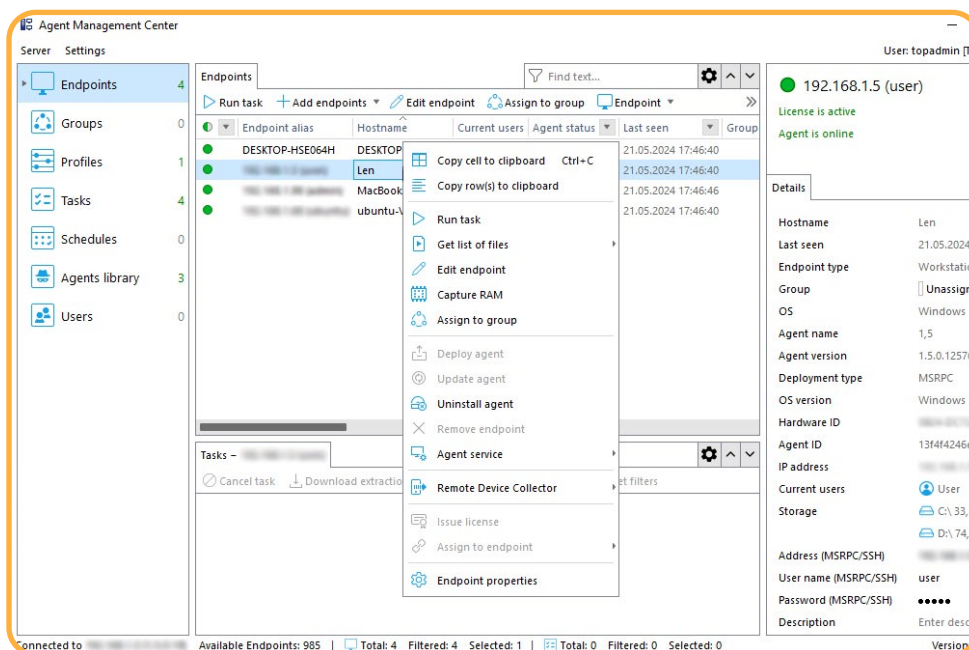 Agent Management Center
Server Settings
User: topadmin
Endpoints 4
Groups 0
Profiles 1
Tasks 4
Schedules 0
Agents library 3
Users 0
Endpoints
Find text...
Run task Add endpoints Edit endpoint Assign to group Endpoint
Endpoint alias Hostname Current users Agent status Last seen Group
DESKTOP-HSE064H DESKTOP 21.05.2024 17:46:40
Len 21.05.2024 17:46:40
MacBook 21.05.2024 17:46:46
ubuntu-V 21.05.2024 17:46:40
Copy cell to clipboard Ctrl+C
Copy row(s) to clipboard
Run task
Get list of files
Edit endpoint
Capture RAM
Assign to group
Deploy agent
Update agent
Uninstall agent
Remove endpoint
Agent service
Remote Device Collector
Issue license
Assign to endpoint
Endpoint properties
Tasks –
Cancel task Download extractio et filters
192.168.1.5 (user)
License is active
Agent is online
Details
Hostname Len
Last seen 21.05.2024
Endpoint type Workstatio
Group Unassign
OS Windows
Agent name 1,5
Agent version 1.5.0.1257
Deployment type MSRPC
OS version Windows
Hardware ID
Agent ID 13f4f4246
IP address
Current users User
Storage C:\ 33,
D:\ 74,
Address (MSRPC/SSH)
User name (MSRPC/SSH) user
Password (MSRPC/SSH) •••••
Description Enter desc
Connected to
Available Endpoints: 985 | Total: 4 Filtered: 4 Selected: 1 | Total: 0 Filtered: 0 Selected: 0
Version